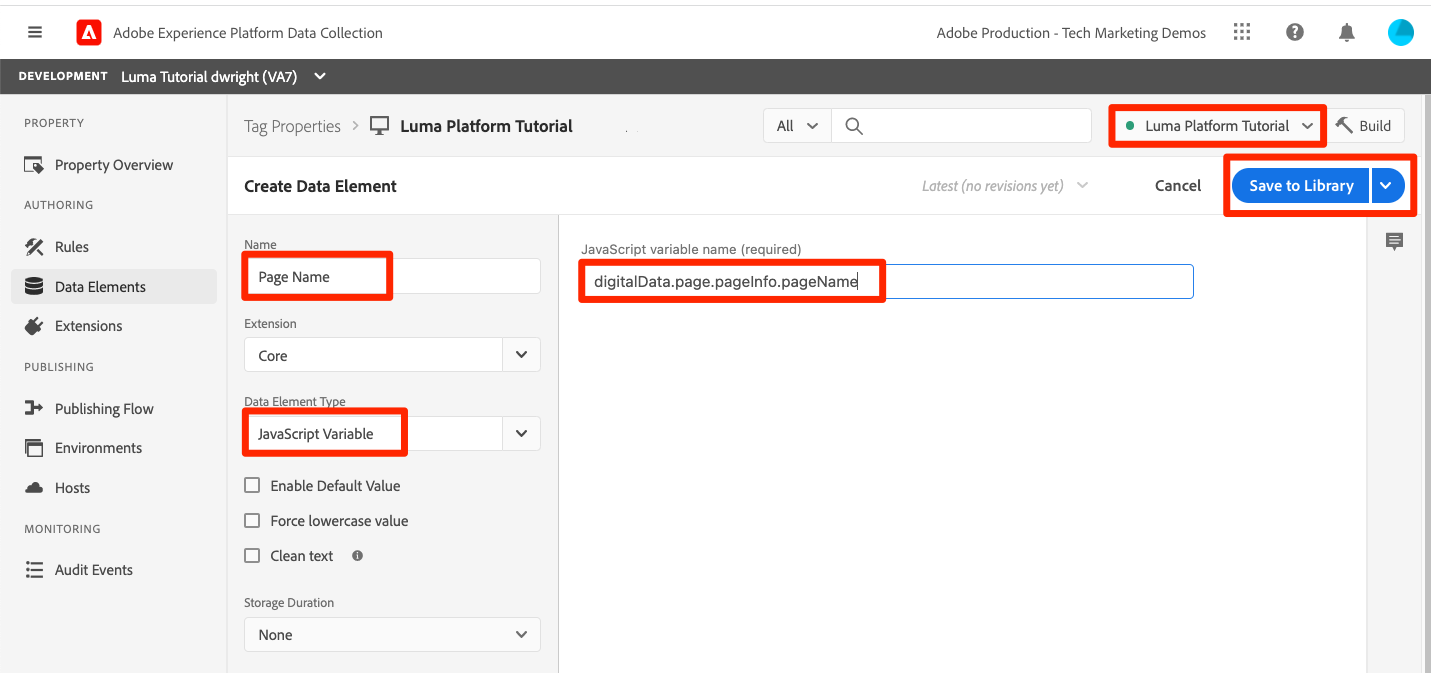 Adobe Experience Platform Data Collection
Adobe Production - Tech Marketing Demos
DEVELOPMENT Luma Tutorial dwright (VA7)
PROPERTY
Property Overview
AUTHORING
Rules
Data Elements
Extensions
PUBLISHING
Publishing Flow
Environments
Hosts
MONITORING
Audit Events
Tag Properties > Luma Platform Tutorial
All
Luma Platform Tutorial
Build
Create Data Element
Latest (no revisions yet)
Cancel
Save to Library
Name
Page Name
Extension
Core
Data Element Type
JavaScript Variable
Enable Default Value
Force lowercase value
Clean text
Storage Duration
None
JavaScript variable name (required)
digitalData.page.pageInfo.pageName